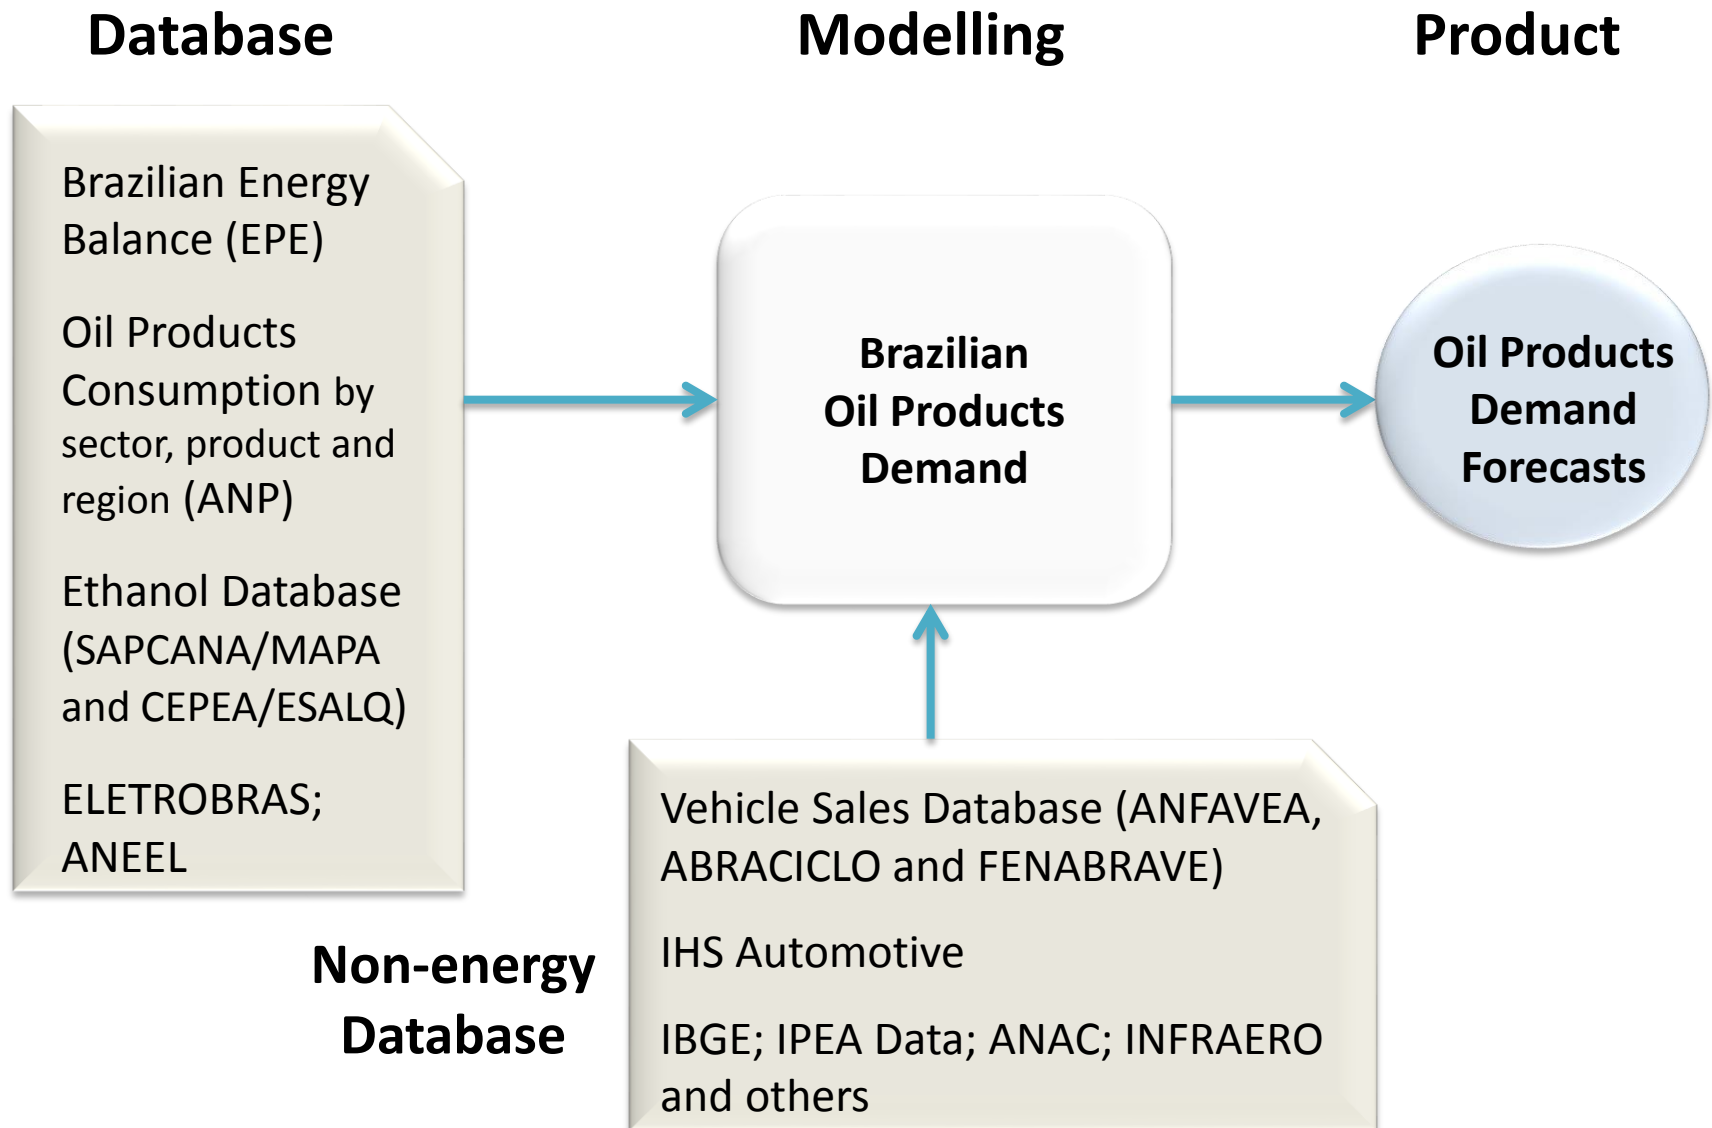 Database
Modelling
Product
Brazilian Energy
Balance (EPE)
Oil Products
Consumption by
sector, product and
region (ANP)
Ethanol Database
(SAPCANA/MAPA
and CEPEA/ESALQ)
ELETROBRAS;
ANEEL
Brazilian
Oil Products
Demand
Oil Products
Demand
Forecasts
Non-energy
Database
Vehicle Sales Database (ANFAVEA,
ABRACICLO and FENABRAVE)
IHS Automotive
IBGE; IPEA Data; ANAC; INFRAERO
and others